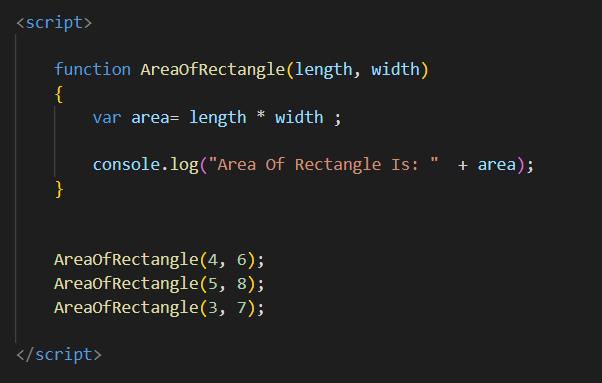 <script>
function AreaOfRectangle(length, width)
{
var area= length * width ;
console.log("Area Of Rectangle Is: "  + area);
}
AreaOfRectangle(4, 6);
AreaOfRectangle(5, 8);
AreaOfRectangle(3, 7);
</script>